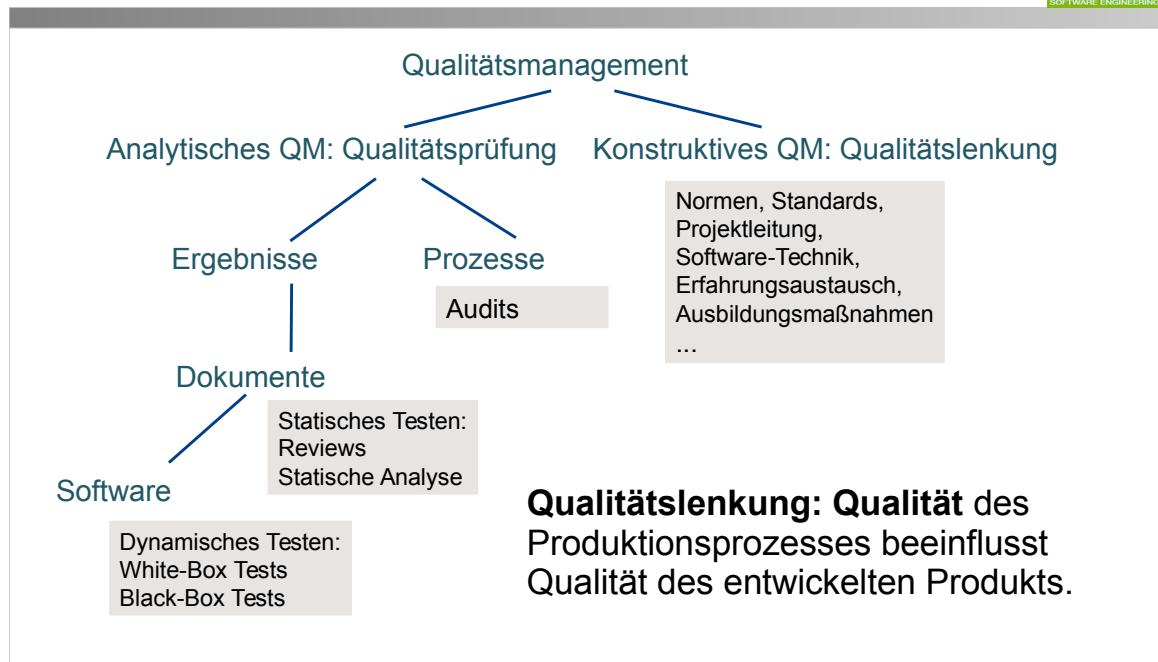 SOFTWARE ENGINEERING
Qualitätsmanagement
Analytisches QM: Qualitätsprüfung
Konstruktives QM: Qualitätslenkung
Normen, Standards,
Projektleitung,
Software-Technik,
Erfahrungsaustausch,
Ausbildungsmaßnahmen
...
Ergebnisse
Prozesse
Audits
Dokumente
Statisches Testen:
Reviews
Statische Analyse
Software
Dynamisches Testen:
White-Box Tests
Black-Box Tests
Qualitätslenkung: Qualität des
Produktionsprozesses beeinflusst
Qualität des entwickelten Produkts.